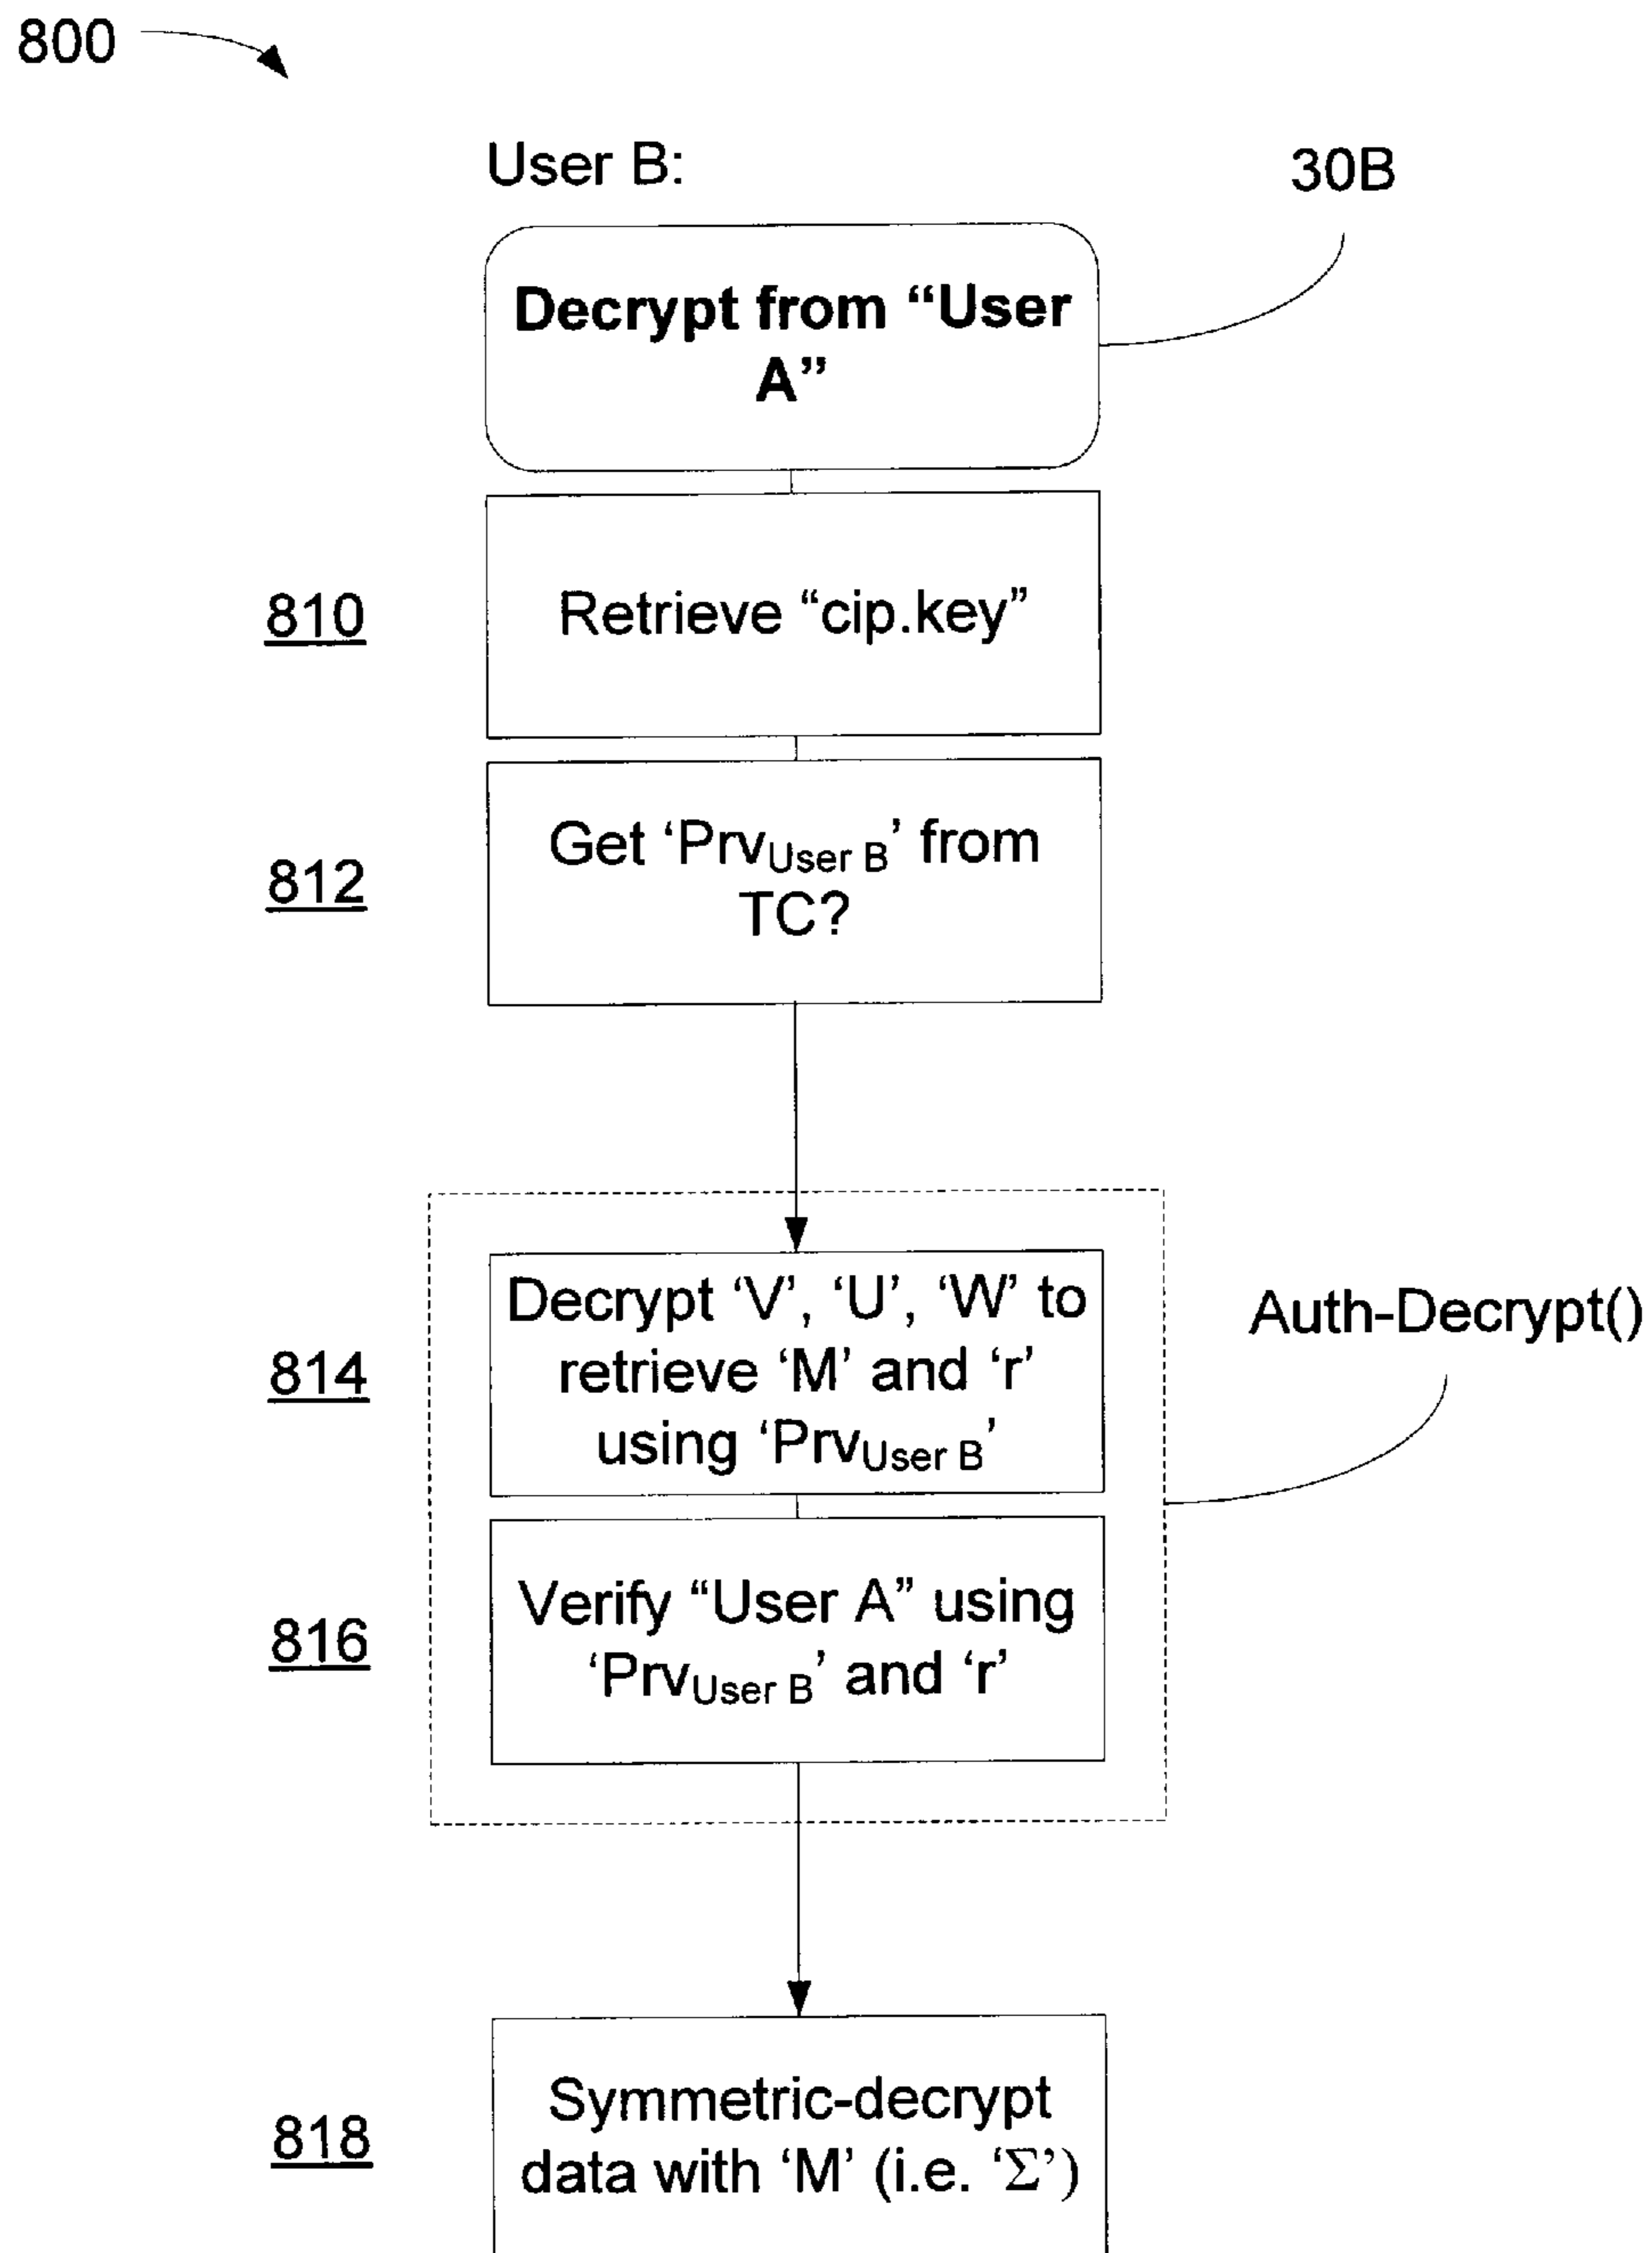 800
User B:
30B
Decrypt from “User
A”
810
Retrieve “cip.key”
812
Get ‘PrvUser B’ from
TC?
Decrypt ‘V’, ‘U’, ‘W’ to
retrieve ‘M’ and ‘r’
using ‘PrvUser B’
814
Auth-Decrypt()
Verify “User A” using
‘PrvUser B’ and ‘r’
816
Symmetric-decrypt
data with ‘M’ (i.e. ‘Σ’)
818